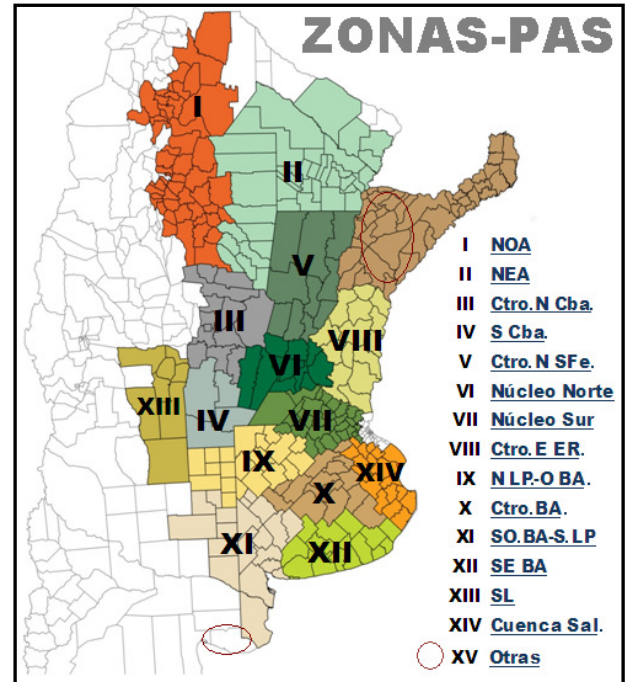 ZONAS-PAS
I
II
V
III
VIII
VI
XIII
IV
VII
IX
XIV
X
XI
XII
I NOA
II NEA
III Ctro.N Cba.
IV S Cba.
V Ctro.N SFe.
VI Núcleo Norte
VII Núcleo Sur
VIII Ctro.E ER.
IX N LP.-O BA.
X Ctro.BA.
XI SO.BA-S.LP
XII SE BA
XIII SL
XIV Cuenca Sal.
XV Otras